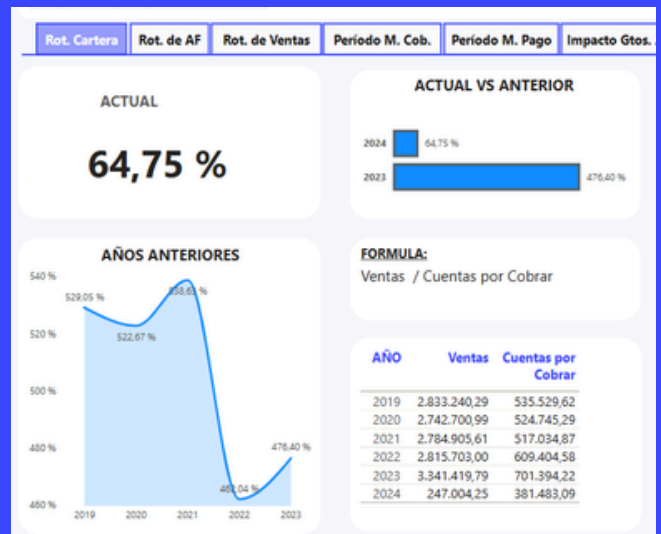 Rot. Cartera Rot. de AF Rot. de Ventas Período M. Cob. Período M. Pago Impacto Gtos.
ACTUAL
64,75 %
ACTUAL VS ANTERIOR
2024 64,75 %
2023 476,40 %
AÑOS ANTERIORES
540 %
520 %
500 %
480 %
460 %
529,05 %
522,67 %
538,63 %
462,04 %
476,40 %
2019 2020 2021 2022 2023
FORMULA:
Ventas / Cuentas por Cobrar
AÑO Ventas Cuentas por
Cobrar
2019 2.833.240,29 535.529,62
2020 2.742.700,99 524.745,29
2021 2.784.905,61 517.034,87
2022 2.815.703,00 609.404,58
2023 3.341.419,79 701.394,22
2024 247.004,25 381.483,09